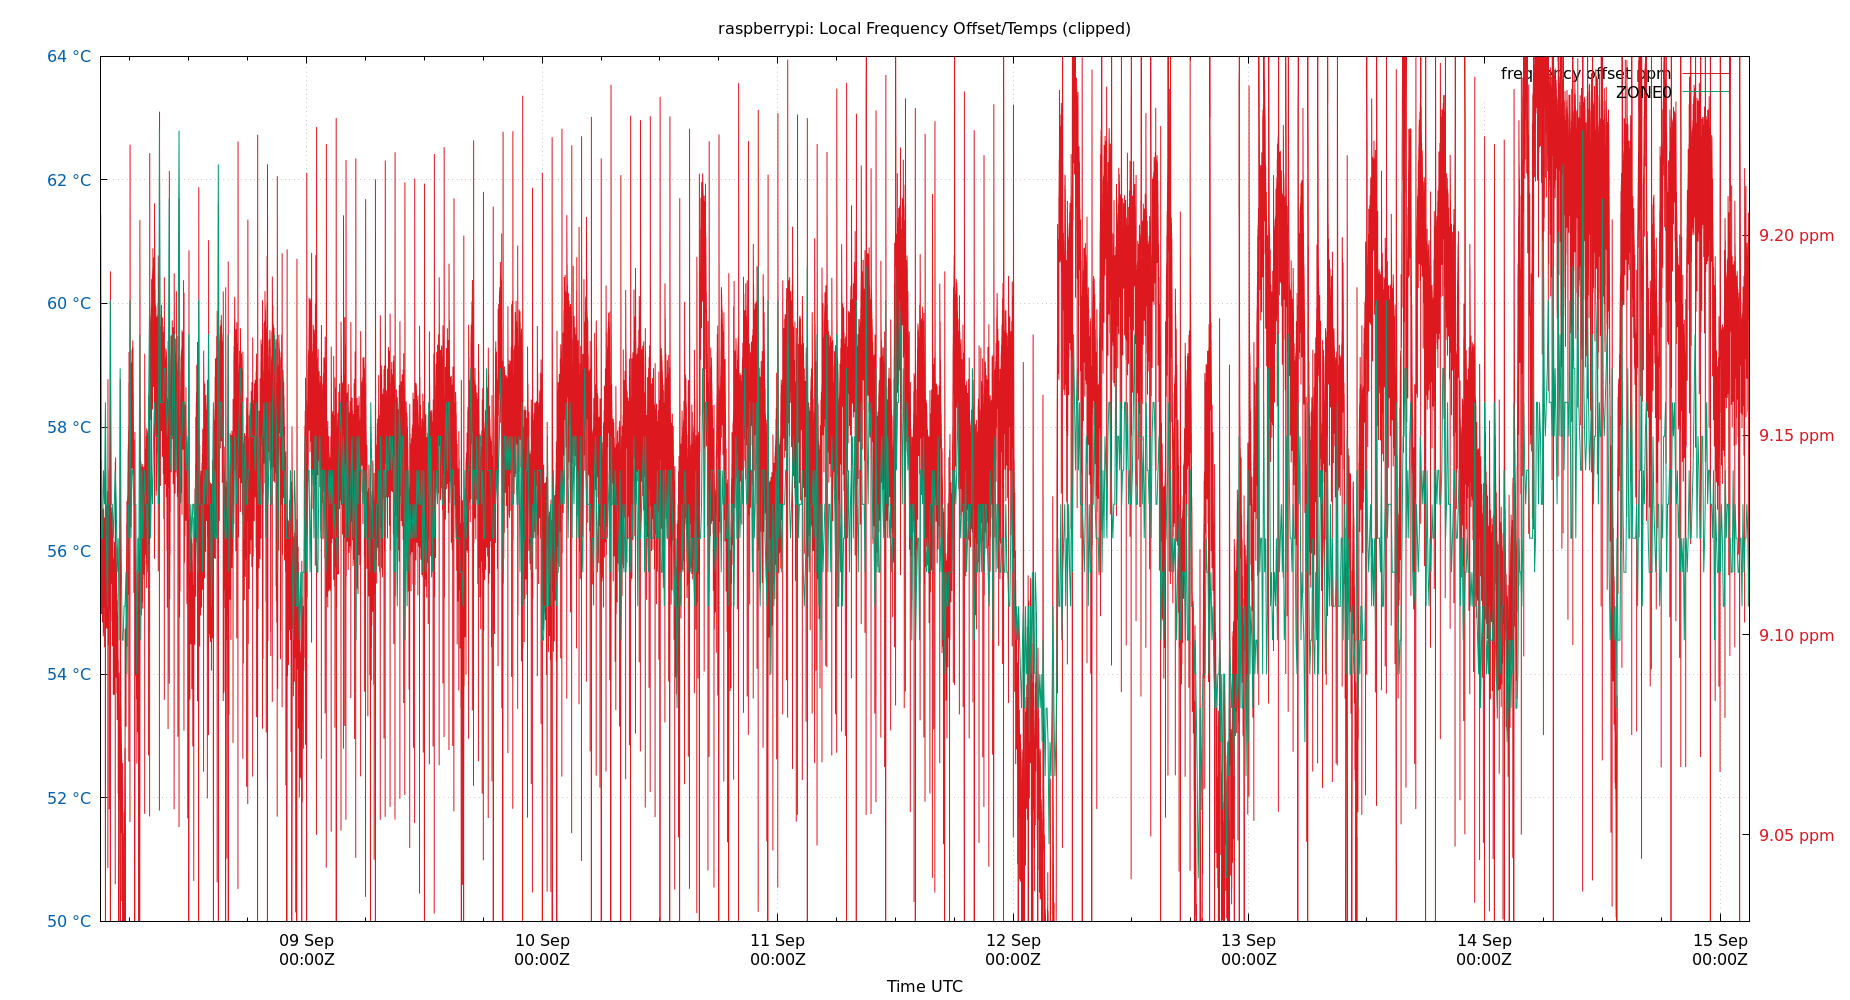 raspberrypi: Local Frequency Offset/Temps (clipped)
64 °C
frequency offset ppm
ZONE0
62 °C
9.20 ppm
60 °C
58 °C
9.15 ppm
56 °C
9.10 ppm
54 °C
52 °C
9.05 ppm
50 °C
09 Sep 10 Sep 11 Sep 12 Sep 13 Sep 14 Sep 15 Sep
00:00Z 00:00Z 00:00Z 00:00Z 00:00Z 00:00Z 00:00Z
Time UTC